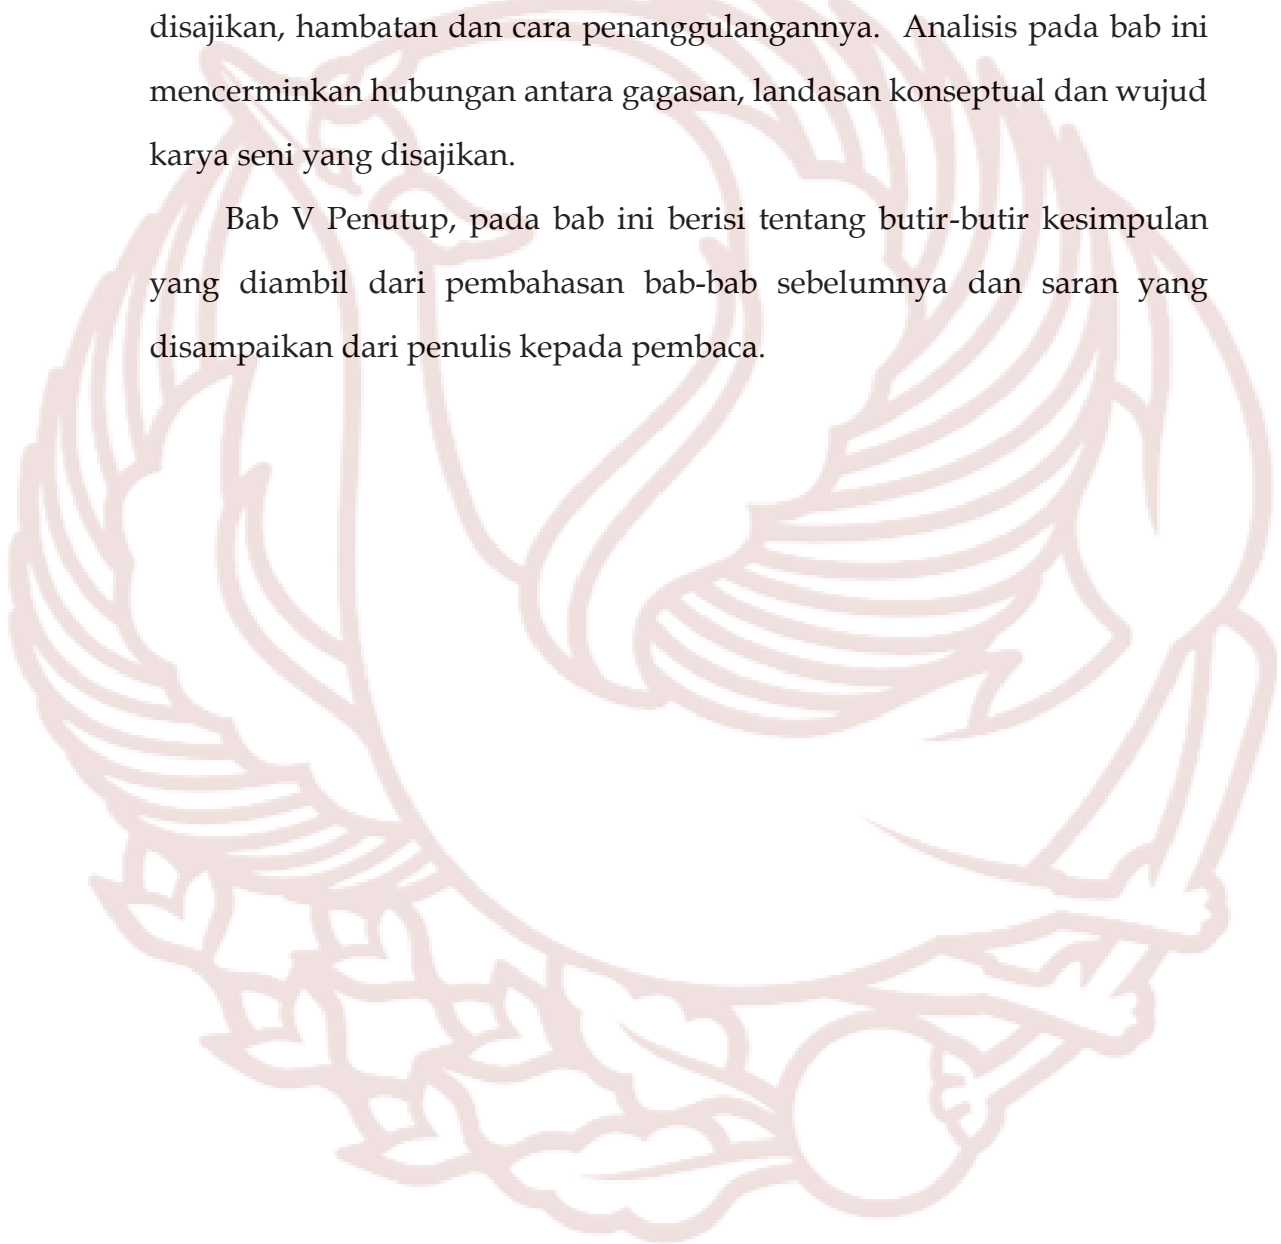 disajikan, hambatan dan cara penanggulangannya. Analisis pada bab ini
mencerminkan hubungan antara gagasan, landasan konseptual dan wujud
karya seni yang disajikan.
Bab V Penutup, pada bab ini berisi tentang butir-butir kesimpulan
yang diambil dari pembahasan bab-bab sebelumnya dan saran yang
disampaikan dari penulis kepada pembaca.